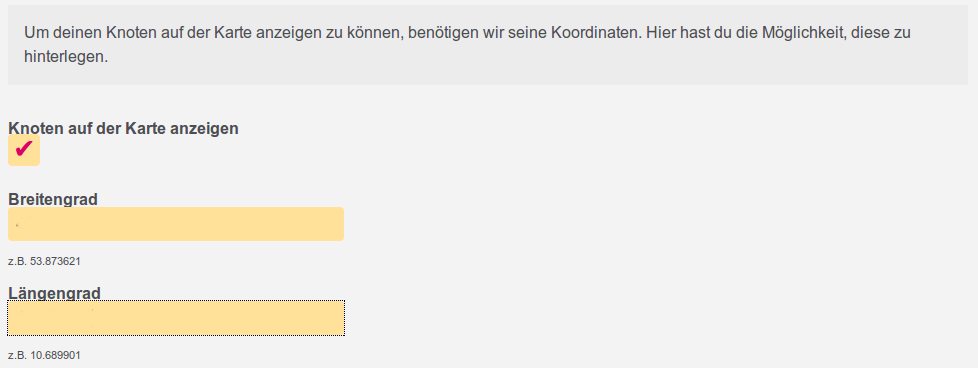 Um deinen Knoten auf der Karte anzeigen zu können, benötigen wir seine Koordinaten. Hier hast du die Möglichkeit, diese zu
hinterlegen.
Knoten auf der Karte anzeigen
Breitengrad
z.B. 53.873621
Längengrad
z.B. 10.689901